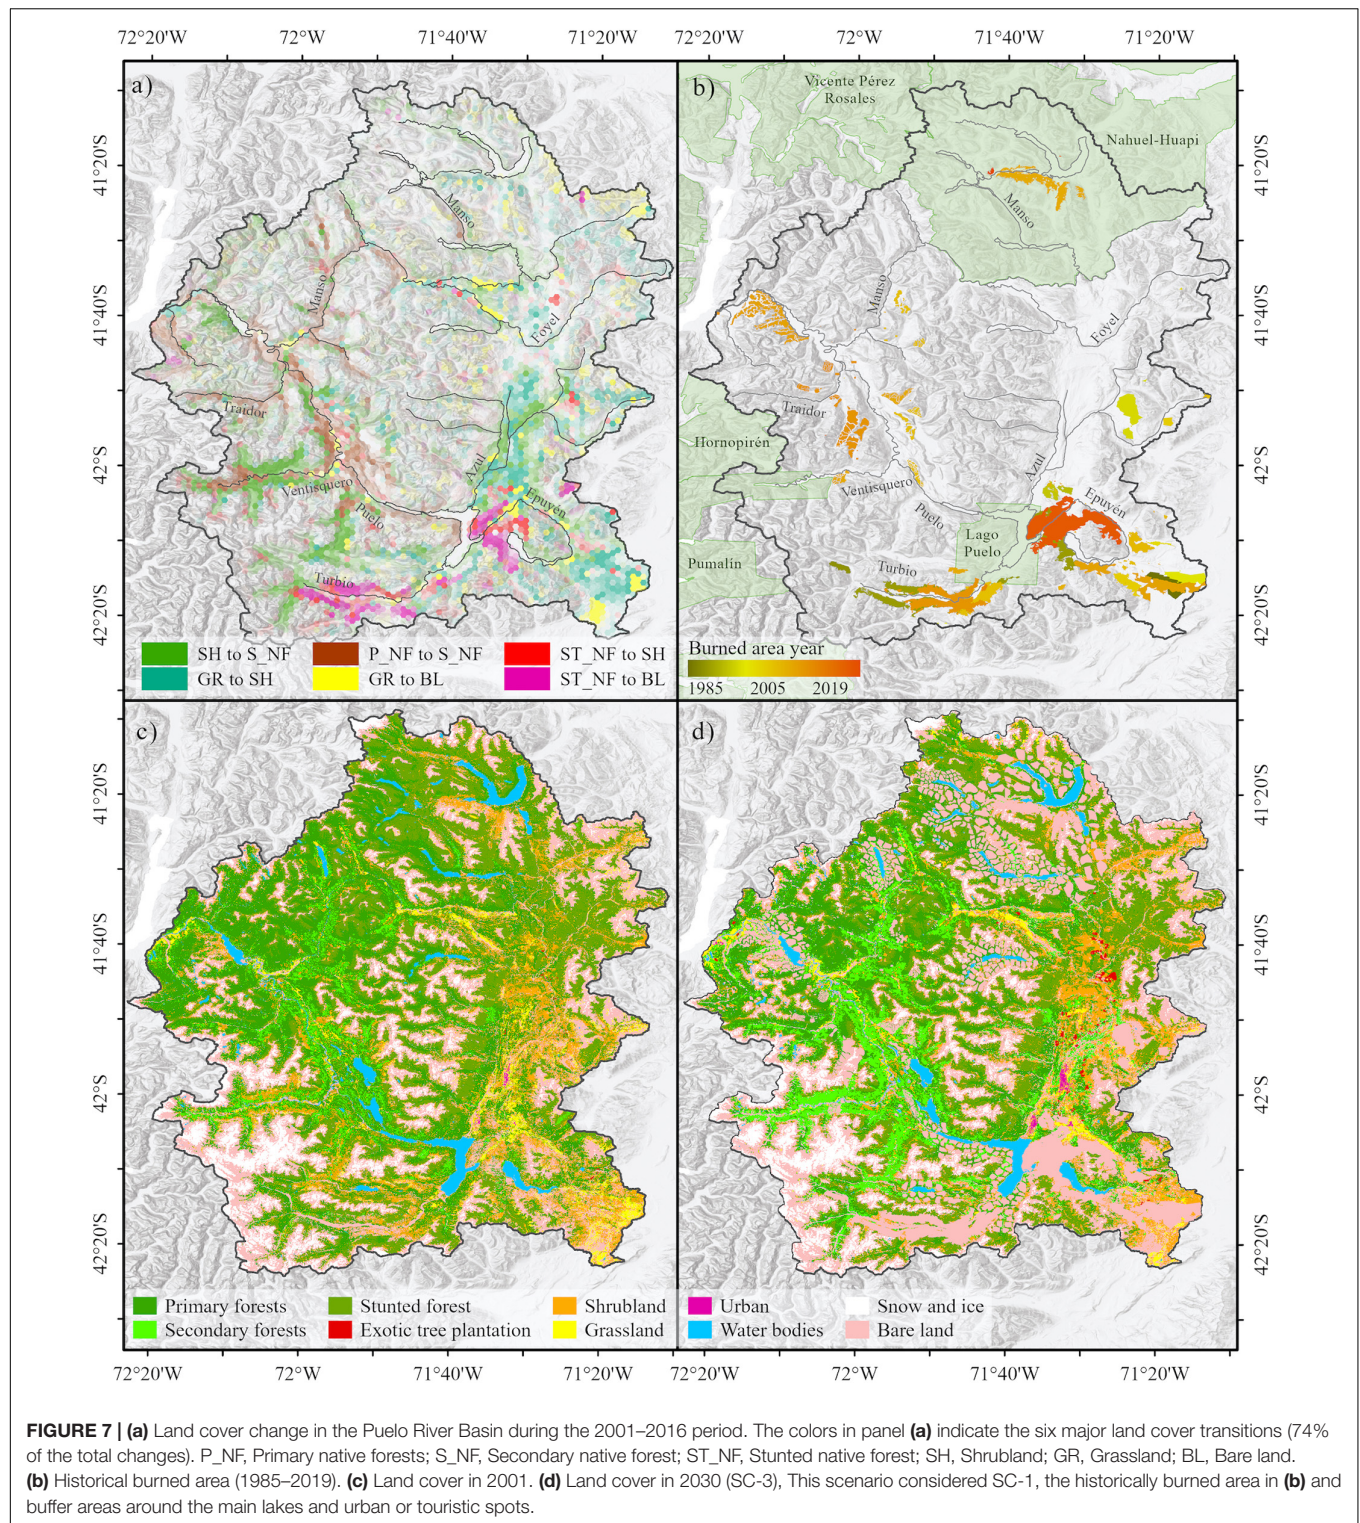 72°20'W 72°0'W 71°40'W 71°20'W 72°20'W 72°0'W 71°40'W 71°20'W
a)
Manso
Manso
Foyel
Traidor
Azul
Ventisquero
Puelo
Epuyén
Turbio
41°20'S
41°40'S
42°S
42°20'S
SH to S_NF P_NF to S_NF ST_NF to SH
GR to SH GR to BL ST_NF to BL
b)
Vicente Pérez
Rosales
Nahuel-Huapi
Manso
Manso
Foyel
Traidor
Hornopirén
Azul
Ventisquero
Puelo
Epuyén
Lago
Puelo
Pumalín
Turbio
41°20'S
41°40'S
42°S
42°20'S
Burned area year
1985 2005 2019
c)
41°20'S
41°40'S
42°S
42°20'S
d)
41°20'S
41°40'S
42°S
42°20'S
Primary forests Stunted forest Shrubland Urban Snow and ice
Secondary forests Exotic tree plantation Grassland Water bodies Bare land
72°20'W 72°0'W 71°40'W 71°20'W 72°20'W 72°0'W 71°40'W 71°20'W
FIGURE 7 | (a) Land cover change in the Puelo River Basin during the 2001–2016 period. The colors in panel (a) indicate the six major land cover transitions (74%
of the total changes). P_NF, Primary native forests; S_NF, Secondary native forest; ST_NF, Stunted native forest; SH, Shrubland; GR, Grassland; BL, Bare land.
(b) Historical burned area (1985–2019). (c) Land cover in 2001. (d) Land cover in 2030 (SC-3), This scenario considered SC-1, the historically burned area in (b) and
buffer areas around the main lakes and urban or touristic spots.